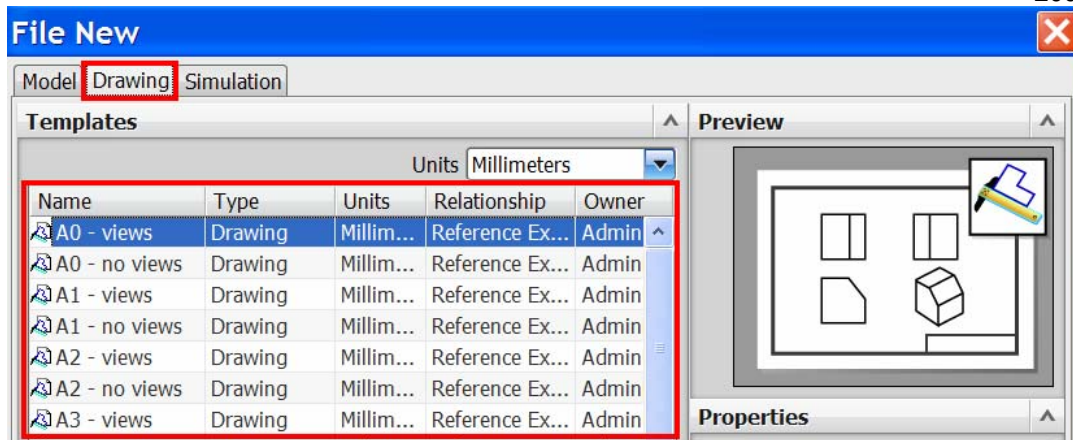 File New
Model Drawing Simulation
Templates
Preview
Units Millimeters
Name Type Units Relationship Owner
A0 - views Drawing Millim... Reference Ex... Admin
A0 - no views Drawing Millim... Reference Ex... Admin
A1 - views Drawing Millim... Reference Ex... Admin
A1 - no views Drawing Millim... Reference Ex... Admin
A2 - views Drawing Millim... Reference Ex... Admin
A2 - no views Drawing Millim... Reference Ex... Admin
A3 - views Drawing Millim... Reference Ex... Admin
Properties